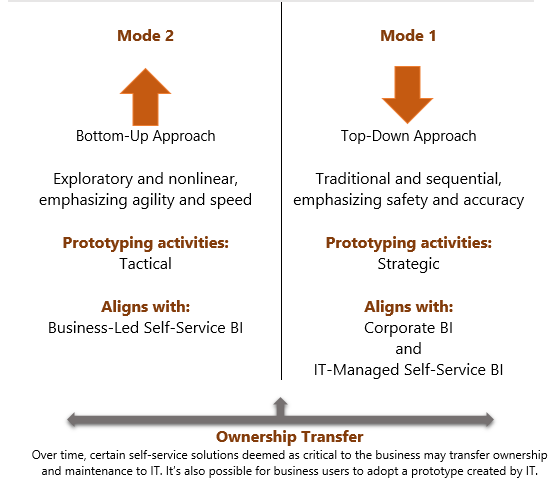 Mode 2
Bottom-Up Approach
Exploratory and nonlinear,
emphasizing agility and speed
Prototyping activities:
Tactical
Aligns with:
Business-Led Self-Service BI
Mode 1
Top-Down Approach
Traditional and sequential,
emphasizing safety and accuracy
Prototyping activities:
Strategic
Aligns with:
Corporate BI
and
IT-Managed Self-Service BI
Ownership Transfer
Over time, certain self-service solutions deemed as critical to the business may transfer ownership
and maintenance to IT. It's also possible for business users to adopt a prototype created by IT.